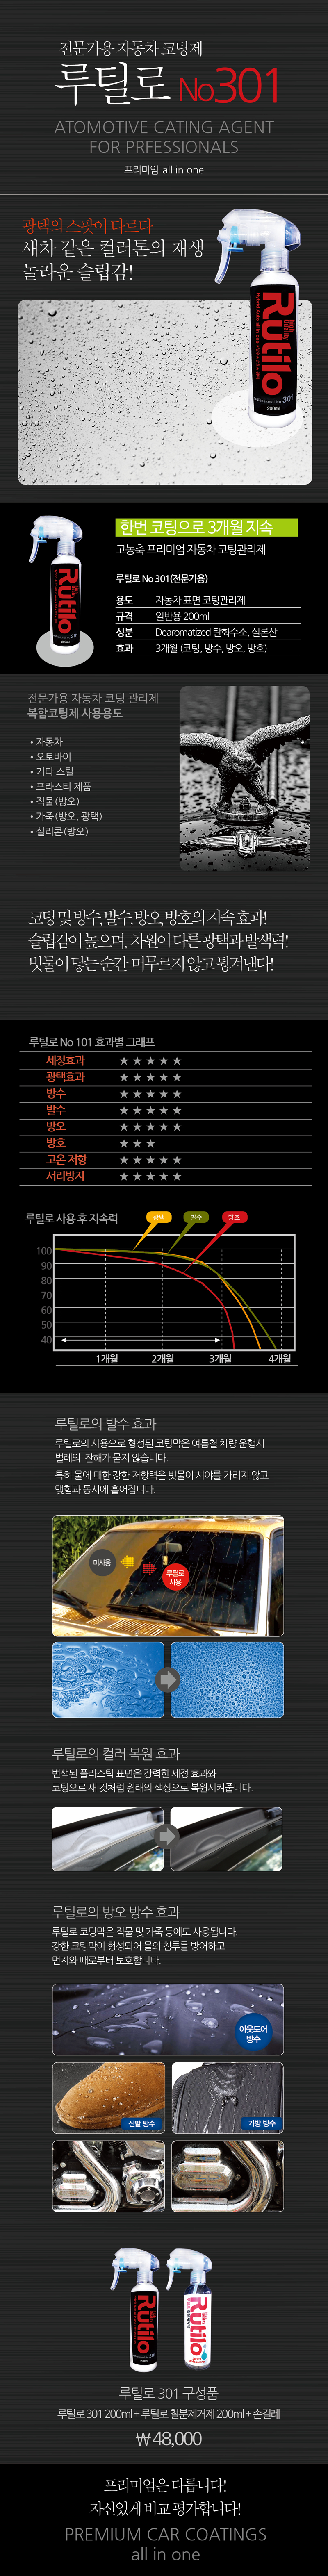 전문가용 자동차 코팅제
루틸로 No301
ATOMOTIVE CATING AGENT
FOR PRFESSIONALS
프리미엄 all in one
광택의 스팟이 다르다
새차 같은 컬러톤의 재생
놀라운 슬립감!
Rutilo
301
200ml
한번 코팅으로 3개월 지속
고농축 프리미엄 자동차 코팅관리제
Rutilo
루틸로 No 301(전문가용)
용도 자동차 표면 코팅관리제
규격 일반용 200ml
성분 Dearomatized 탄화수소, 실론산
효과 3개월 (코팅, 방수, 방오, 방호)
전문가용 자동차 코팅 관리제
복합코팅제 사용용도
• 자동차
• 오토바이
• 기타 스틸
• 프라스티 제품
• 직물(방오)
• 가죽(방오, 광택)
• 실리콘(방오)
코팅 및 방수, 발수, 방오, 방호의 지속 효과!
슬립감이 높으며, 차원이 다른 광택과 발색력!
빗물이 닿는 순간 머무르지 않고 튕겨낸다!
루틸로 No 101 효과별 그래프
세정효과 ★ ★ ★ ★ ★
광택효과 ★ ★ ★ ★ ★
방수 ★ ★ ★ ★ ★
발수 ★ ★ ★ ★ ★
방오 ★ ★ ★ ★ ★
방호 ★ ★ ★
고온 저항 ★ ★ ★ ★ ★
서리방지 ★ ★ ★ ★ ★
루틸로 사용 후 지속력
광택 발수 방호
100
90
80
70
60
50
40
1개월 2개월 3개월 4개월
루틸로의 발수 효과
루틸로의 사용으로 형성된 코팅막은 여름철 차량 운행시
벌레의 잔해가 묻지 않습니다.
특히 물에 대한 강한 저항력은 빗물이 시야를 가리지 않고
맺힘과 동시에 흩어집니다.
미사용
루틸로
사용
루틸로의 컬러 복원 효과
변색된 플라스틱 표면은 강력한 세정 효과와
코팅으로 새 것처럼 원래의 색상으로 복원시켜줍니다.
루틸로의 방오 방수 효과
루틸로 코팅막은 직물 및 가죽 등에도 사용됩니다.
강한 코팅막이 형성되어 물의 침투를 방어하고
먼지와 때로부터 보호합니다.
아웃도어
방수
신발 방수
가방 방수
Rutilo
Rutilo
루틸로 301 구성품
루틸로 301 200ml + 루틸로 철분제거제 200ml + 손걸레
₩48,000
프리미엄은 다릅니다!
자신있게 비교 평가합니다!
PREMIUM CAR COATINGS
all in one